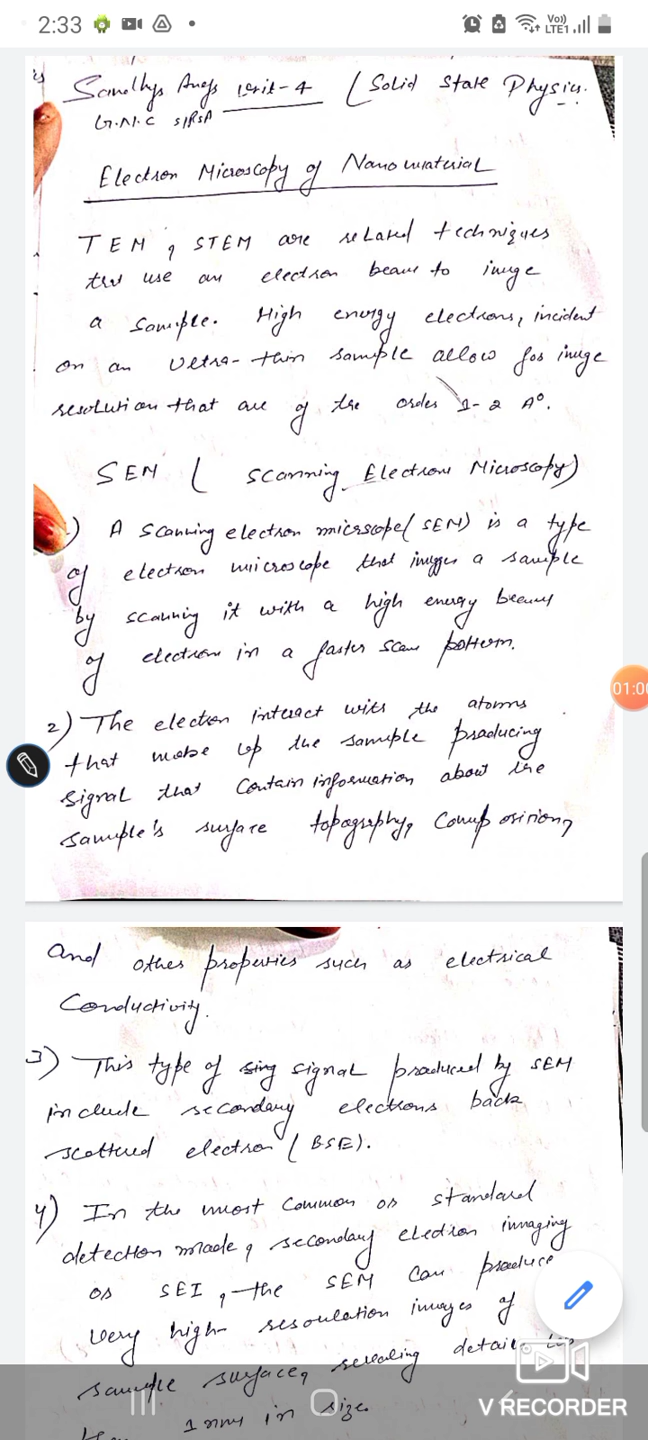 2:33
Vo)) LTE1
Unit-4 (Solid State Physics.
G.N.C SIRSA
Electron Microscopy of Nanomaterial
TEM, STEM are related techniques
that use an electron beam to image
a sample. High energy electrons, incident
on an Ultra-thin sample allow for image
resolution that are of the order 1-2 A°.
SEM ( Scanning Electron Microscopy)
) A scanning electron microscope (SEM) is a type
of electron microscope that images a sample
by scanning it with a high energy beam
of electron in a faster scan pattern.
01:00
2) The electron interact with the atoms
that make up the sample producing
signal that contain information about the
sample's surface topography, composition,
and other properties such as electrical
Conductivity.
3) This type of sing signal produced by SEM
include secondary electrons back
scattered electron (BSE).
4) In the most common or standard
detection mode, secondary electron imaging
or SEI, the SEM can produce
very high-resoulation images of
sample surface, revealing details
1 nm in size.
V RECORDER